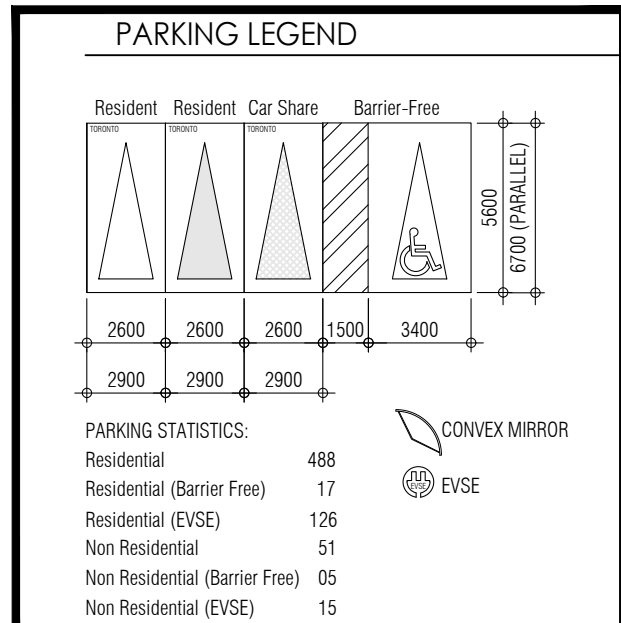 PARKING LEGEND
Resident Resident Car Share Barrier-Free
TORONTO TORONTO TORONTO
5600
6700 (PARALLEL)
2600 2600 2600 1500 3400
2900 2900 2900
PARKING STATISTICS:
Residential 488
Residential (Barrier Free) 17
Residential (EVSE) 126
Non Residential 51
Non Residential (Barrier Free) 05
Non Residential (EVSE) 15
CONVEX MIRROR
EVSE EVSE